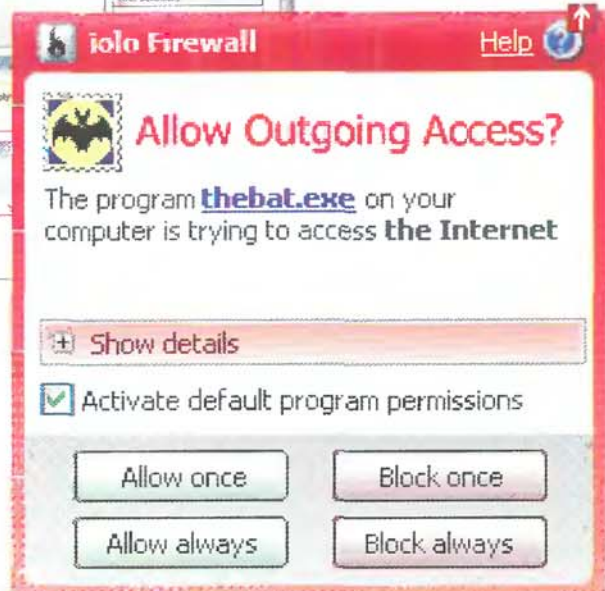 iolo Firewall
Help
Allow Outgoing Access?
The program thebat.exe on your
computer is trying to access the Internet
Show details
Activate default program permissions
Allow once
Block once
Allow always
Block always